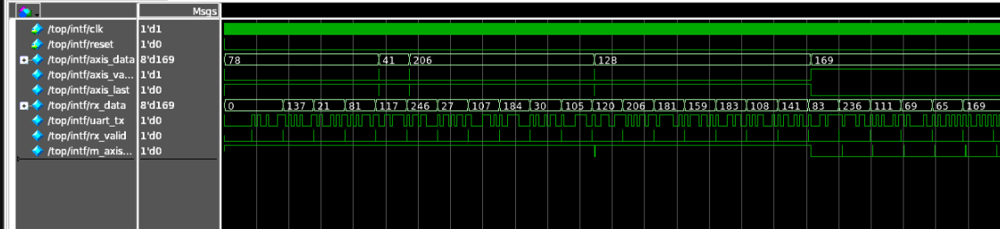 Msgs
/top/intf/clk 1'd1
/top/intf/reset 1'd0
/top/intf/axis_data 8'd169 78 41 206 128 169
/top/intf/axis_va... 1'd1
/top/intf/axis_last 1'd0
/top/intf/rx_data 8'd169 0 137 21 81 117 246 27 107 184 30 105 120 206 181 159 183 108 141 83 236 111 69 65 169
/top/intf/uart_tx 1'd0
/top/intf/rx_valid 1'd0
/top/intf/m_axis... 1'd0